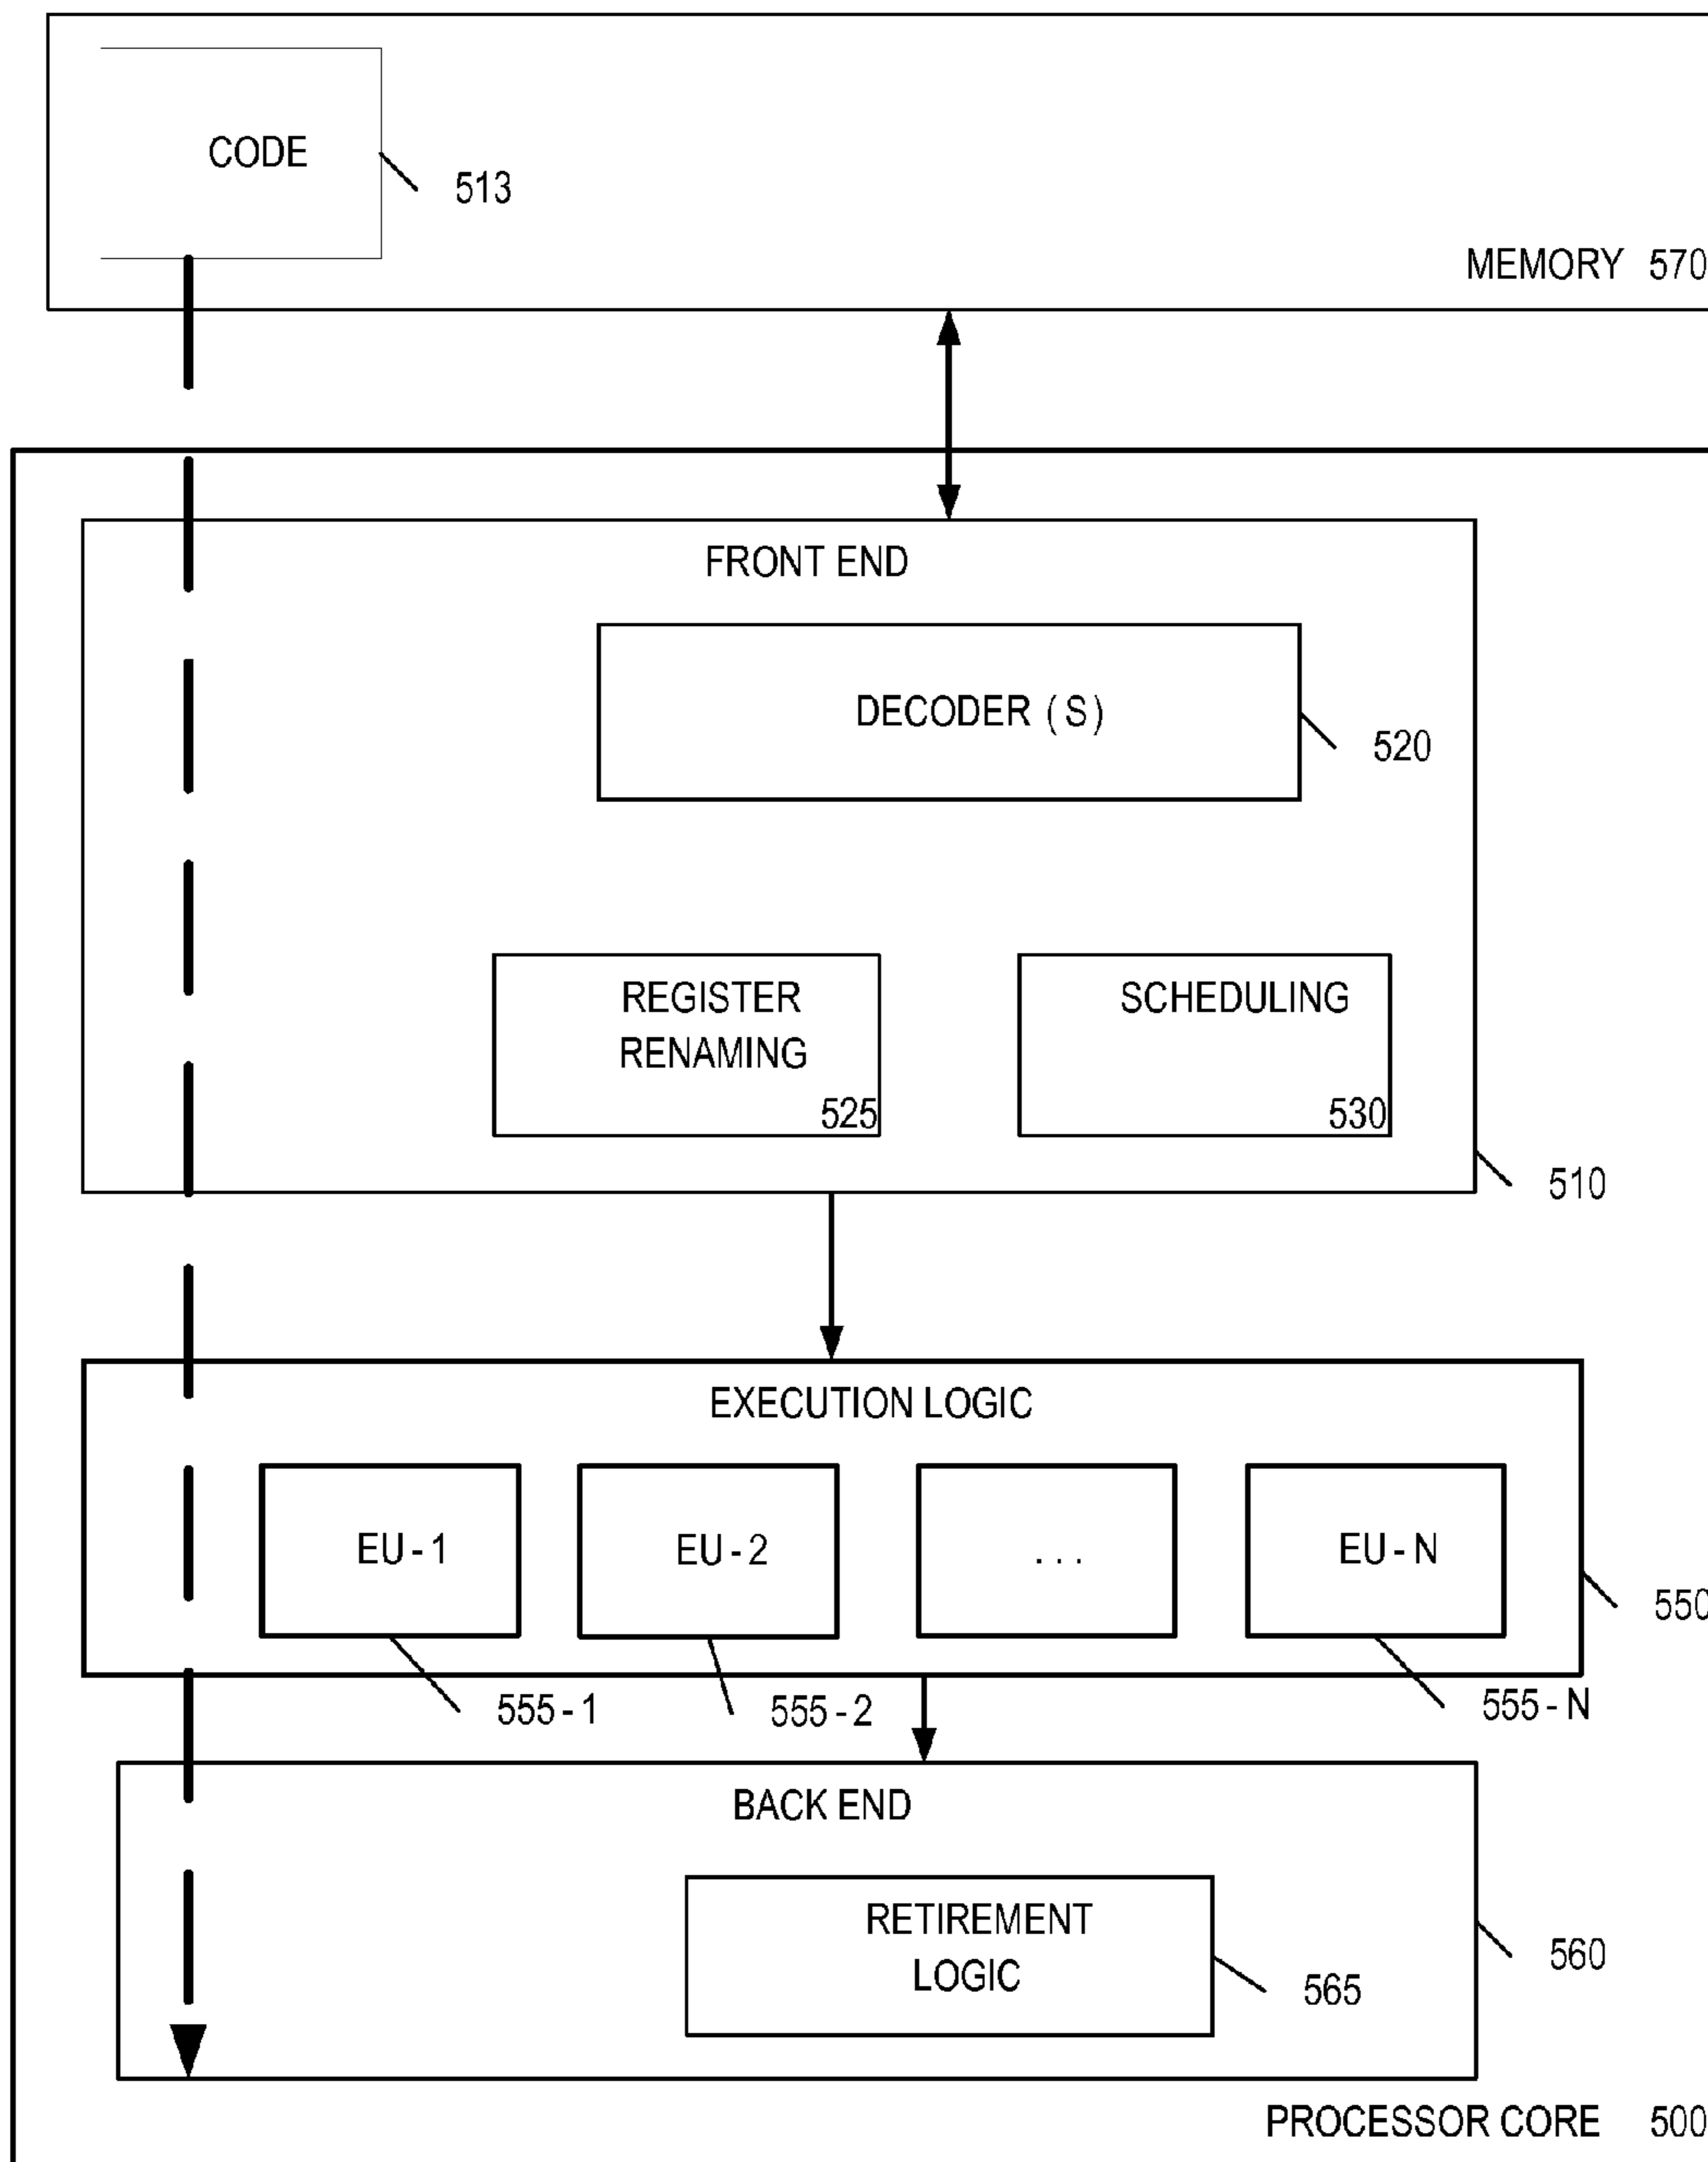 CODE
513
MEMORY 570
FRONT END
DECODER (S)
520
REGISTER
RENAMING
525
SCHEDULING
530
510
EXECUTION LOGIC
EU-1
EU-2
...
EU-N
550
555-1
555-2
555-N
BACK END
RETIREMENT
LOGIC
565
560
PROCESSOR CORE 500